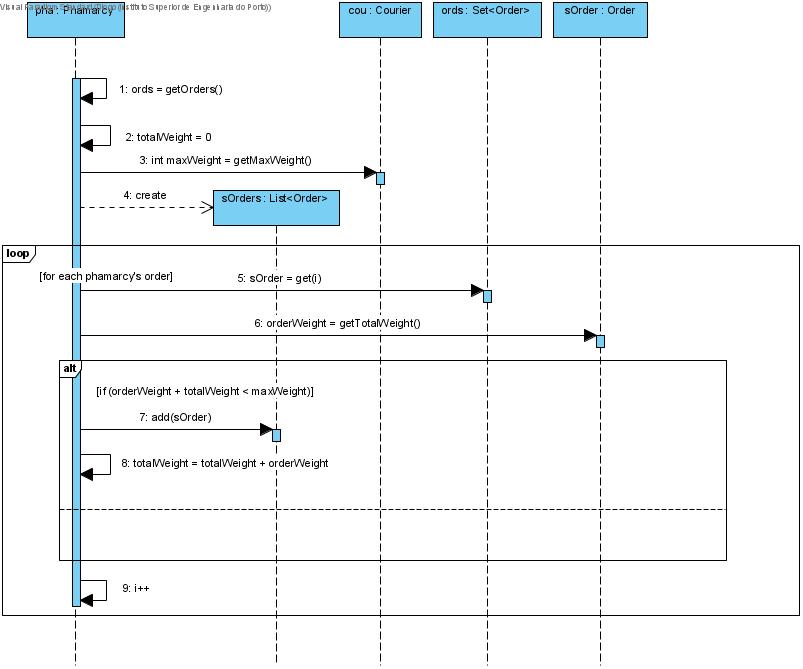 Visual Paradigm Standard(Diogo(Instituto Superior de Engenharia do Porto))
pha : Phamarcy
cou : Courier
ords : Set<Order>
sOrder : Order
1: ords = getOrders()
2: totalWeight = 0
3: int maxWeight = getMaxWeight()
4: create
sOrders : List<Order>
loop
[for each phamarcy's order]
5: sOrder = get(i)
6: orderWeight = getTotalWeight()
alt
[if (orderWeight + totalWeight < maxWeight)]
7: add(sOrder)
8: totalWeight = totalWeight + orderWeight
9: i++